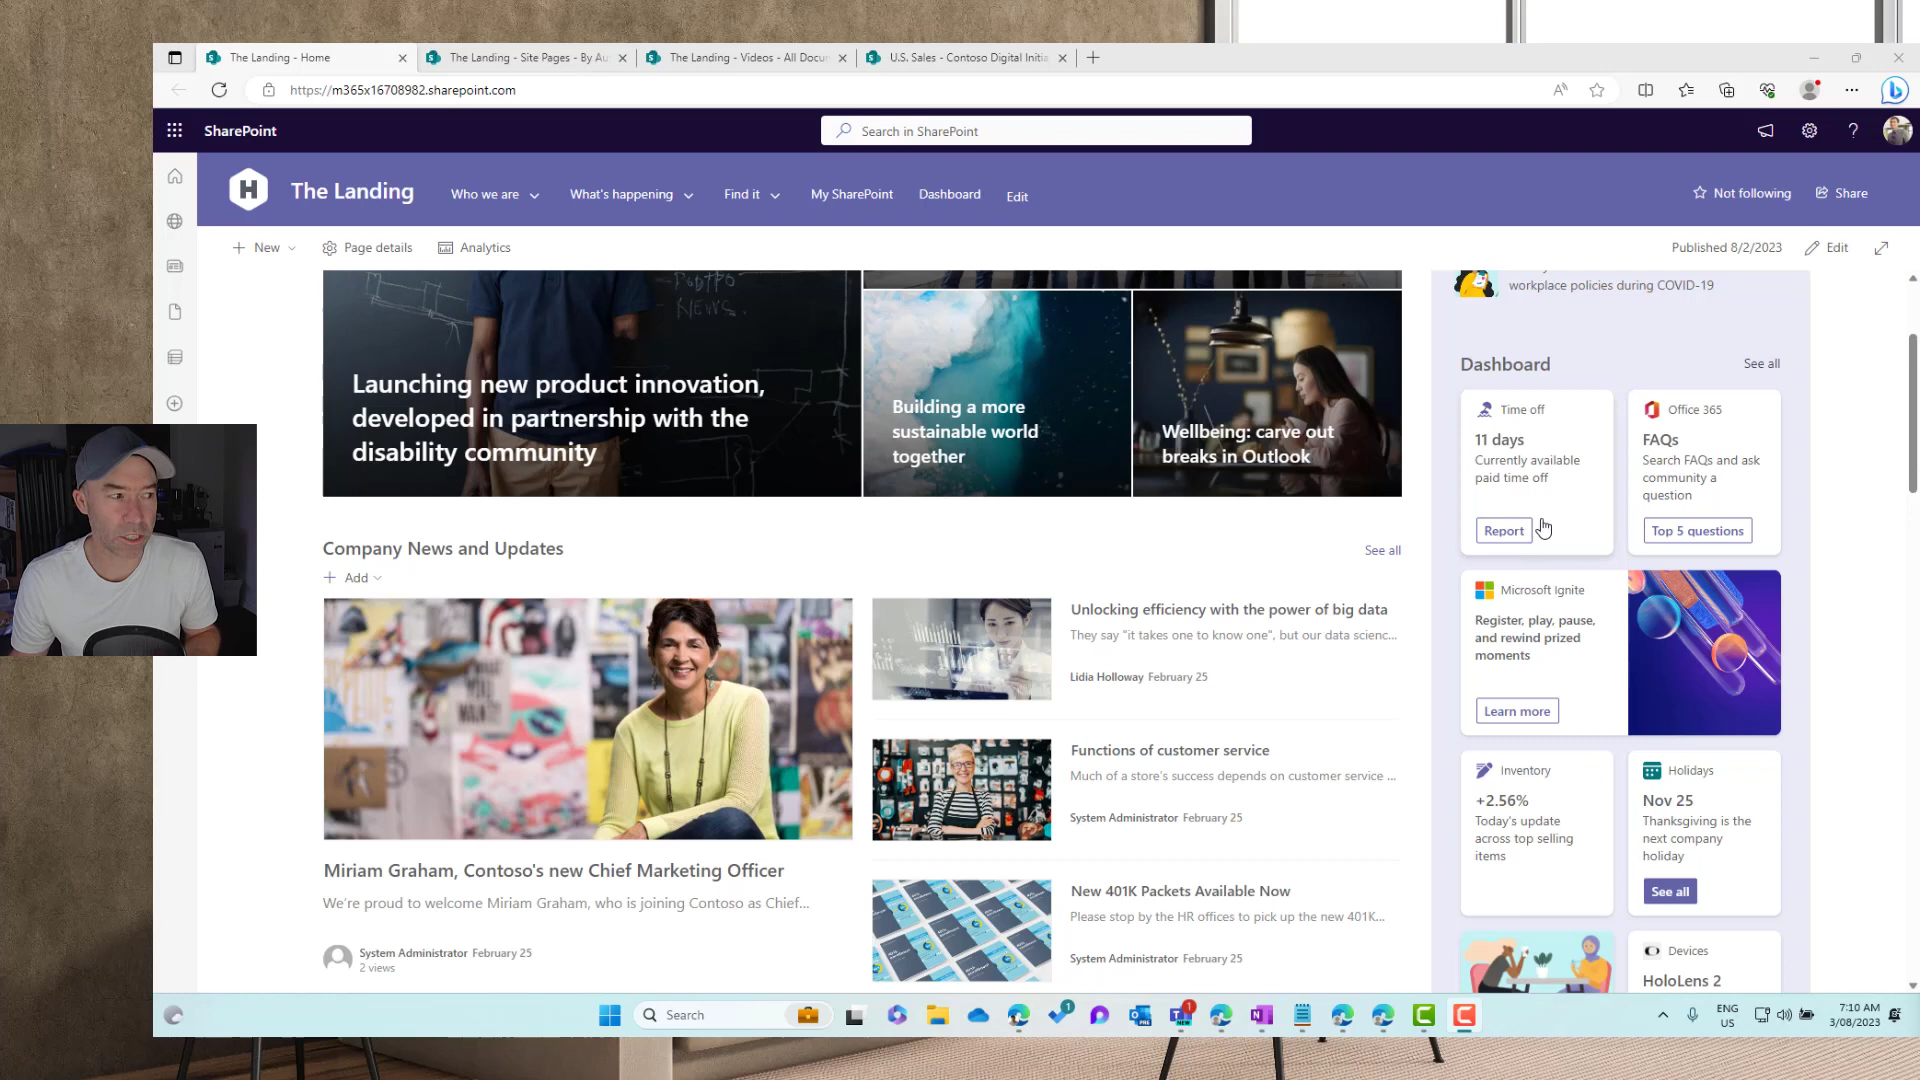 The Landing - Home
The Landing - Site Pages - By Au
The Landing - Videos - All Docum
U.S. Sales - Contoso Digital Initia
https://m365x16708982.sharepoint.com
SharePoint
Search in SharePoint
H
The Landing
Who we are
What's happening
Find it
My SharePoint
Dashboard
Edit
Not following
Share
New
Page details
Analytics
Published 8/2/2023
Edit
NEWS
Launching new product innovation,
developed in partnership with the
disability community
Building a more
sustainable world
together
Wellbeing: carve out
breaks in Outlook
workplace policies during COVID-19
Dashboard
See all
Time off
11 days
Currently available
paid time off
Report
Office 365
FAQs
Search FAQs and ask
community a
question
Top 5 questions
Microsoft Ignite
Register, play, pause,
and rewind prized
moments
Learn more
Inventory
+2.56%
Today's update
across top selling
items
Holidays
Nov 25
Thanksgiving is the
next company
holiday
See all
Devices
HoloLens 2
Company News and Updates
See all
Add
Miriam Graham, Contoso's new Chief Marketing Officer
We're proud to welcome Miriam Graham, who is joining Contoso as Chief...
System Administrator February 25
2 views
Unlocking efficiency with the power of big data
They say "it takes one to know one", but our data scienc...
Lidia Holloway February 25
Functions of customer service
Much of a store's success depends on customer service ...
System Administrator February 25
New 401K Packets Available Now
Please stop by the HR offices to pick up the new 401K...
System Administrator February 25
Search
1
1
NEW
ENG
US
7:10 AM
3/08/2023